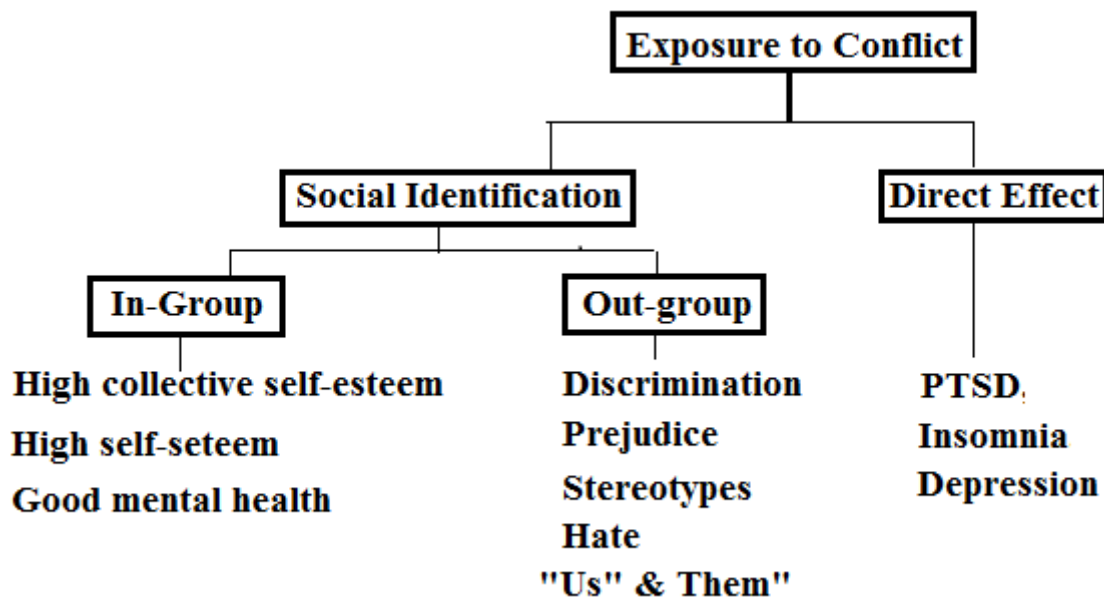 Exposure to Conflict
Social Identification
Direct Effect
In-Group
Out-group
High collective self-esteem
High self-seteem
Good mental health
Discrimination
Prejudice
Stereotypes
Hate
"Us" & Them"
PTSD,
Insomnia
Depression